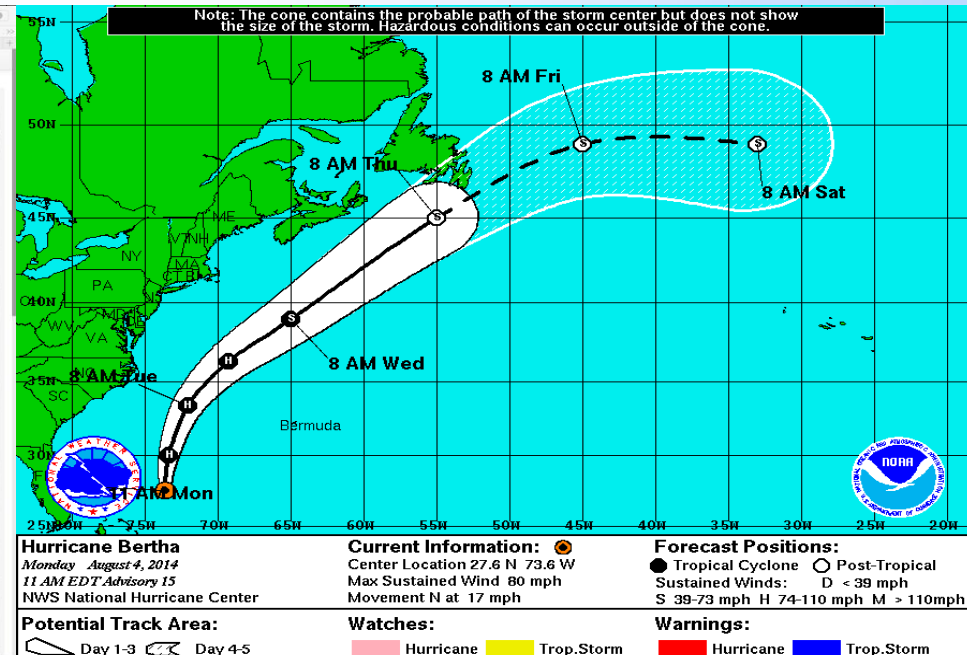 Note: The cone contains the probable path of the storm center but does not show
the size of the storm. Hazardous conditions can occur outside of the cone.
55N
8 AM Fri
50N
8 AM Thu
8 AM Sat
45N
ME
VT NH
NY
MA
CT RI
PA
40N
MD
WV
VA
8 AM Wed
35N
NC
8 AM Tue
SC
Bermuda
30N
NATIONAL WEATHER SERVICE
NOAA
11 AM Mon
25N
80W
75W
70W
65W
60W
55W
50W
45W
40W
35W
30W
25W
20W
Hurricane Bertha
Monday August 4, 2014
11 AM EDT Advisory 15
NWS National Hurricane Center
Current Information:
Center Location 27.6 N 73.6 W
Max Sustained Wind 80 mph
Movement N at 17 mph
Forecast Positions:
Tropical Cyclone Post-Tropical
Sustained Winds: D < 39 mph
S 39-73 mph H 74-110 mph M > 110mph
Potential Track Area:
Day 1-3 Day 4-5
Watches:
Hurricane Trop.Storm
Warnings:
Hurricane Trop.Storm